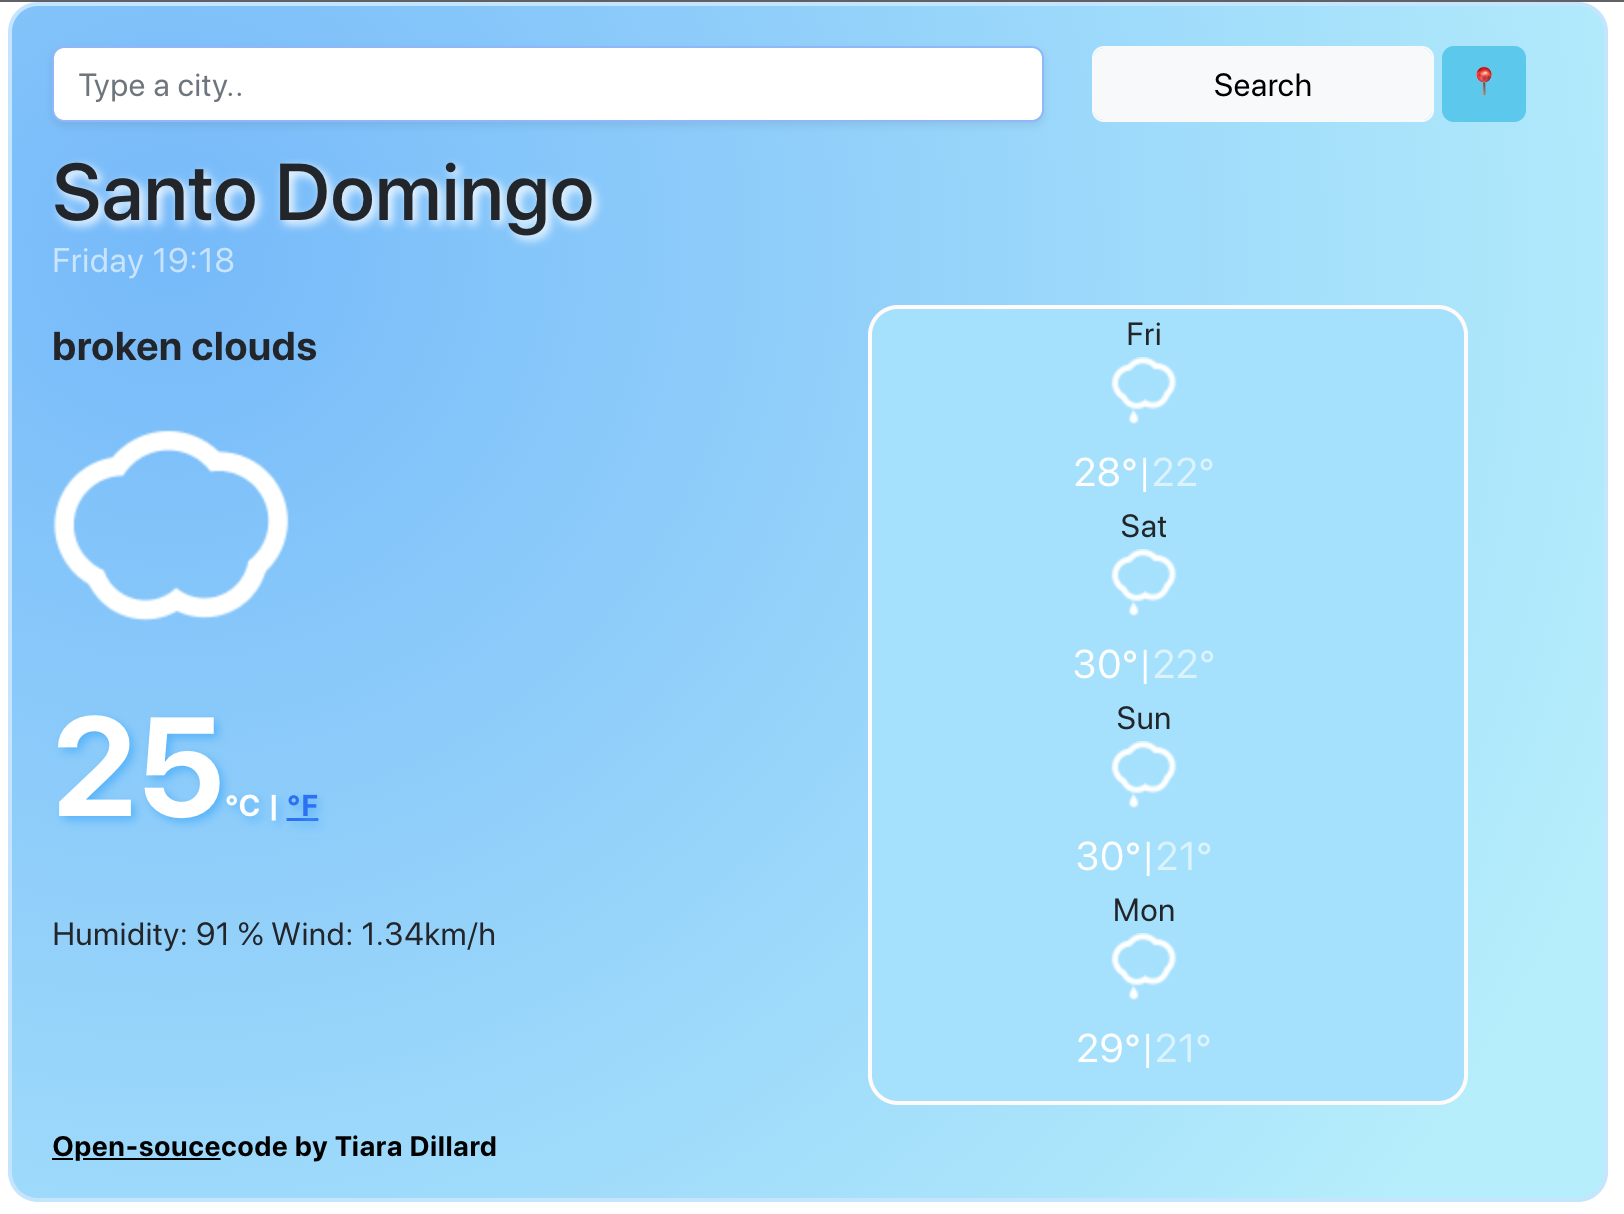 Type a city..
Search
Santo Domingo
Friday 19:18
broken clouds
25°C | °F
Humidity: 91 % Wind: 1.34km/h
Fri
28°|22°
Sat
30°|22°
Sun
30°|21°
Mon
29°|21°
Open-soucecode by Tiara Dillard